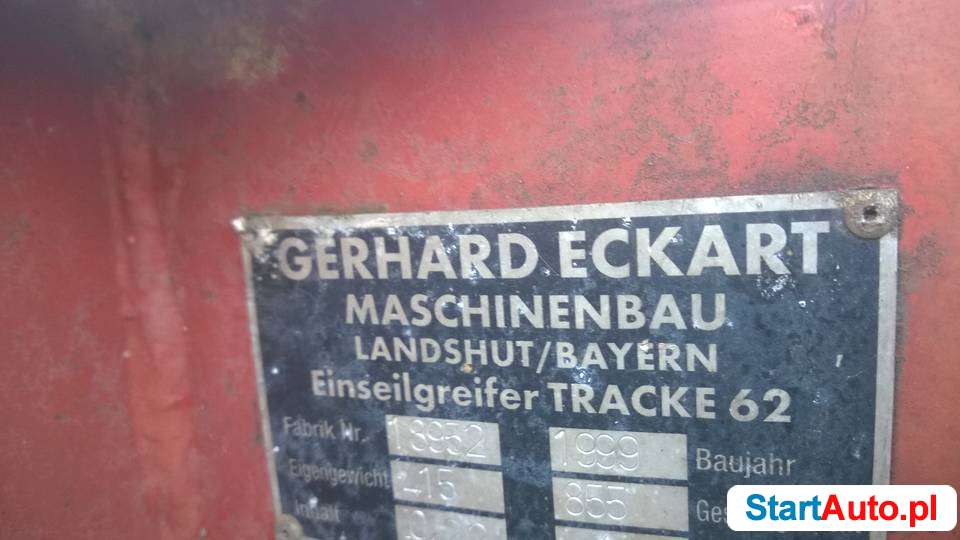 GERHARD ECKART
MASCHINENBAU
LANDSHUT/BAYERN
Einseilgreifer TRACKE 62
Fabrik Nr. 13952 1999 Baujahr
Eigengewicht 415 855
Inhalt
StartAuto.pl